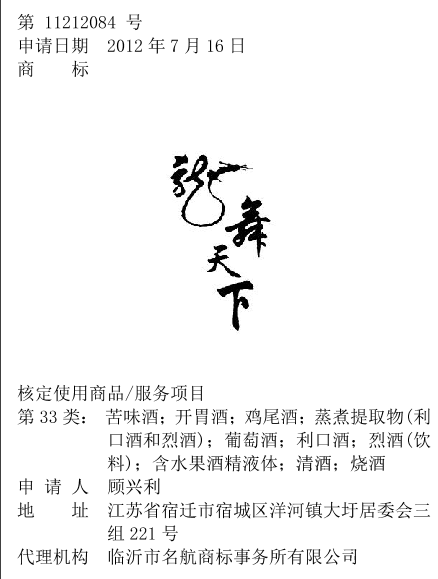 第 11212084 号
申请日期 2012 年 7 月 16 日
商 标
龙
舞
天
下
核定使用商品/服务项目
第 33 类： 苦味酒；开胃酒；鸡尾酒；蒸煮提取物(利
口酒和烈酒)；葡萄酒；利口酒；烈酒(饮
料)；含水果酒精液体；清酒；烧酒
申 请 人 顾兴利
地 址 江苏省宿迁市宿城区洋河镇大圩居委会三
组 221 号
代理机构 临沂市名航商标事务所有限公司